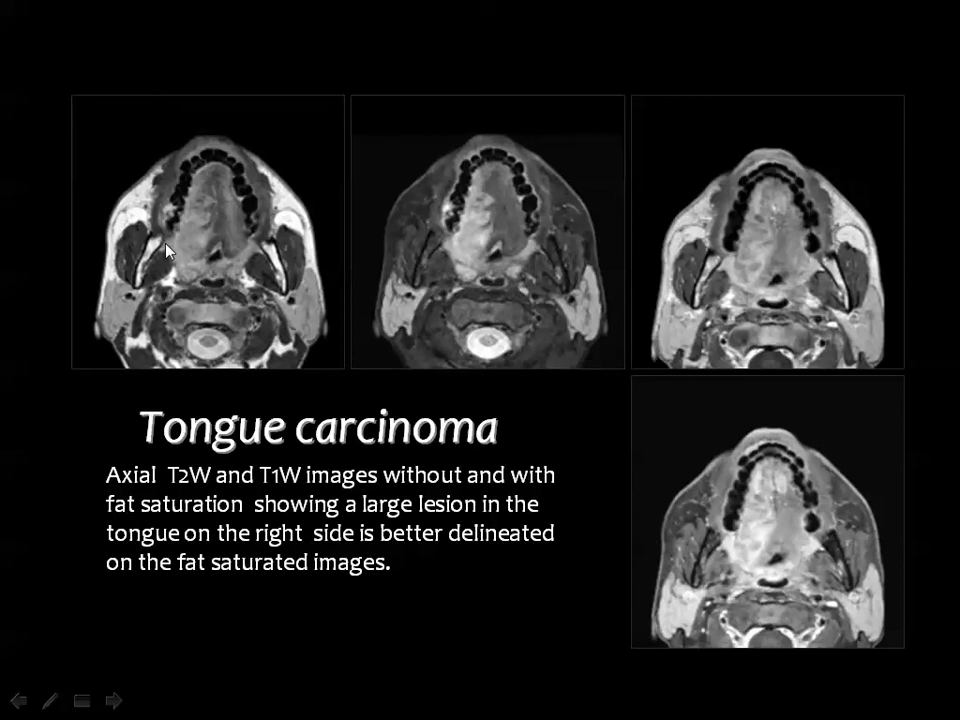 Tongue carcinoma
Axial T2W and T1W images without and with
fat saturation showing a large lesion in the
tongue on the right side is better delineated
on the fat saturated images.